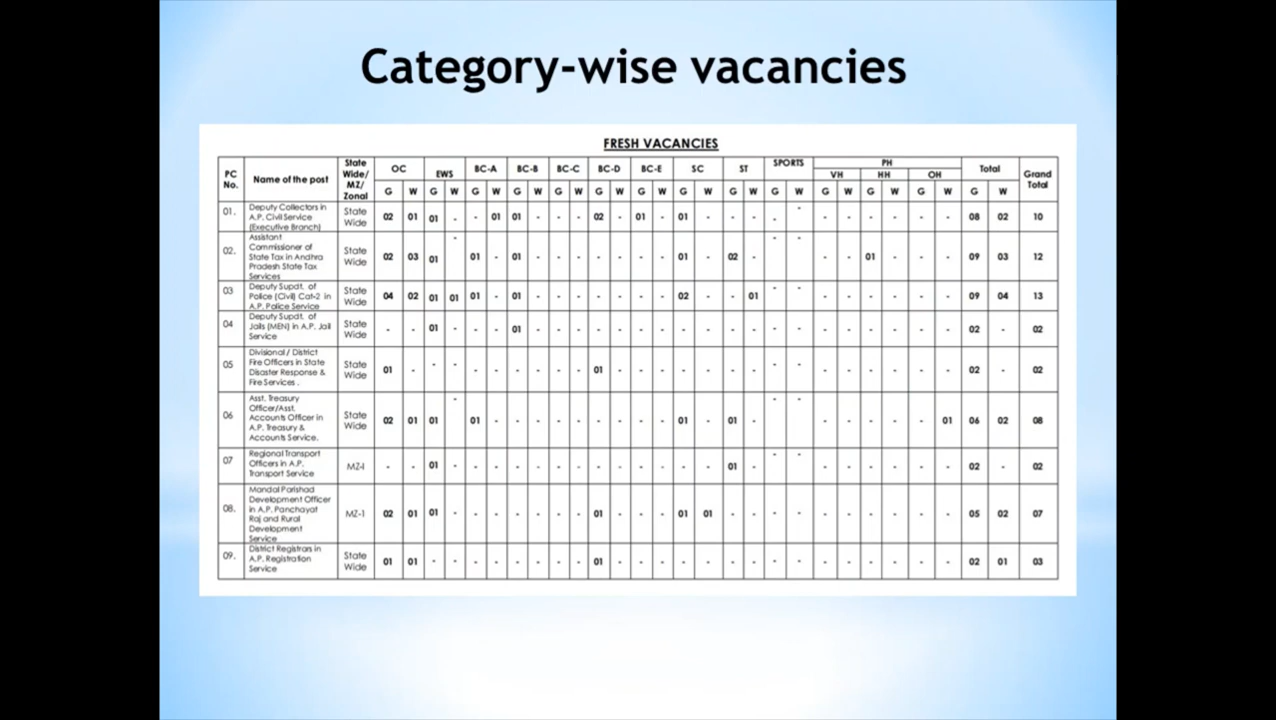 Category-wise vacancies
FRESH VACANCIES
PC No. Name of the post State Wide/ MZ/ Zonal OC EWS BC-A BC-B BC-C BC-D BC-E SC ST SPORTS PH Total Grand Total
VH HH OH
G W G W G W G W G W G W G W G W G W G W G W G W G W G W
01. Deputy Collectors in A.P. Civil Service (Executive Branch) State Wide 02 01 01 - - 01 01 - - - 02 - 01 - 01 - - - - - - - - - - - 08 02 10
02. Assistant Commissioner of State Tax in Andhra Pradesh State Tax Services State Wide 02 03 01 - 01 - 01 - - - - - - - 01 - 02 - - - - - 01 - - - 09 03 12
03 Deputy Supdt. of Police (Civil) Cat-2 in A.P. Police Service State Wide 04 02 01 01 01 - 01 - - - - - - - 02 - - 01 - - - - - - - - 09 04 13
04 Deputy Supdt. of Jails (MEN) in A.P. Jail Service State Wide - - 01 - - - 01 - - - - - - - - - - - - - - - - - - - 02 - 02
05 Divisional / District Fire Officers in State Disaster Response & Fire Services . State Wide 01 - - - - - - - - - 01 - - - - - - - - - - - - - - - 02 - 02
06 Asst. Treasury Officer/Asst. Accounts Officer in A.P. Treasury & Accounts Service. State Wide 02 01 01 - 01 - - - - - - - - - 01 - 01 - - - - - - - - 01 06 02 08
07 Regional Transport Officers in A.P. Transport Service MZ-I - - 01 - - - - - - - - - - - - - 01 - - - - - - - - - 02 - 02
08. Mandal Parishad Development Officer in A.P. Panchayat Raj and Rural Development Service MZ-1 02 01 01 - - - - - - - 01 - - - 01 01 - - - - - - - - - - 05 02 07
09. District Registrars in A.P. Registration Service State Wide 01 01 - - - - - - - - 01 - - - - - - - - - - - - - - - 02 01 03